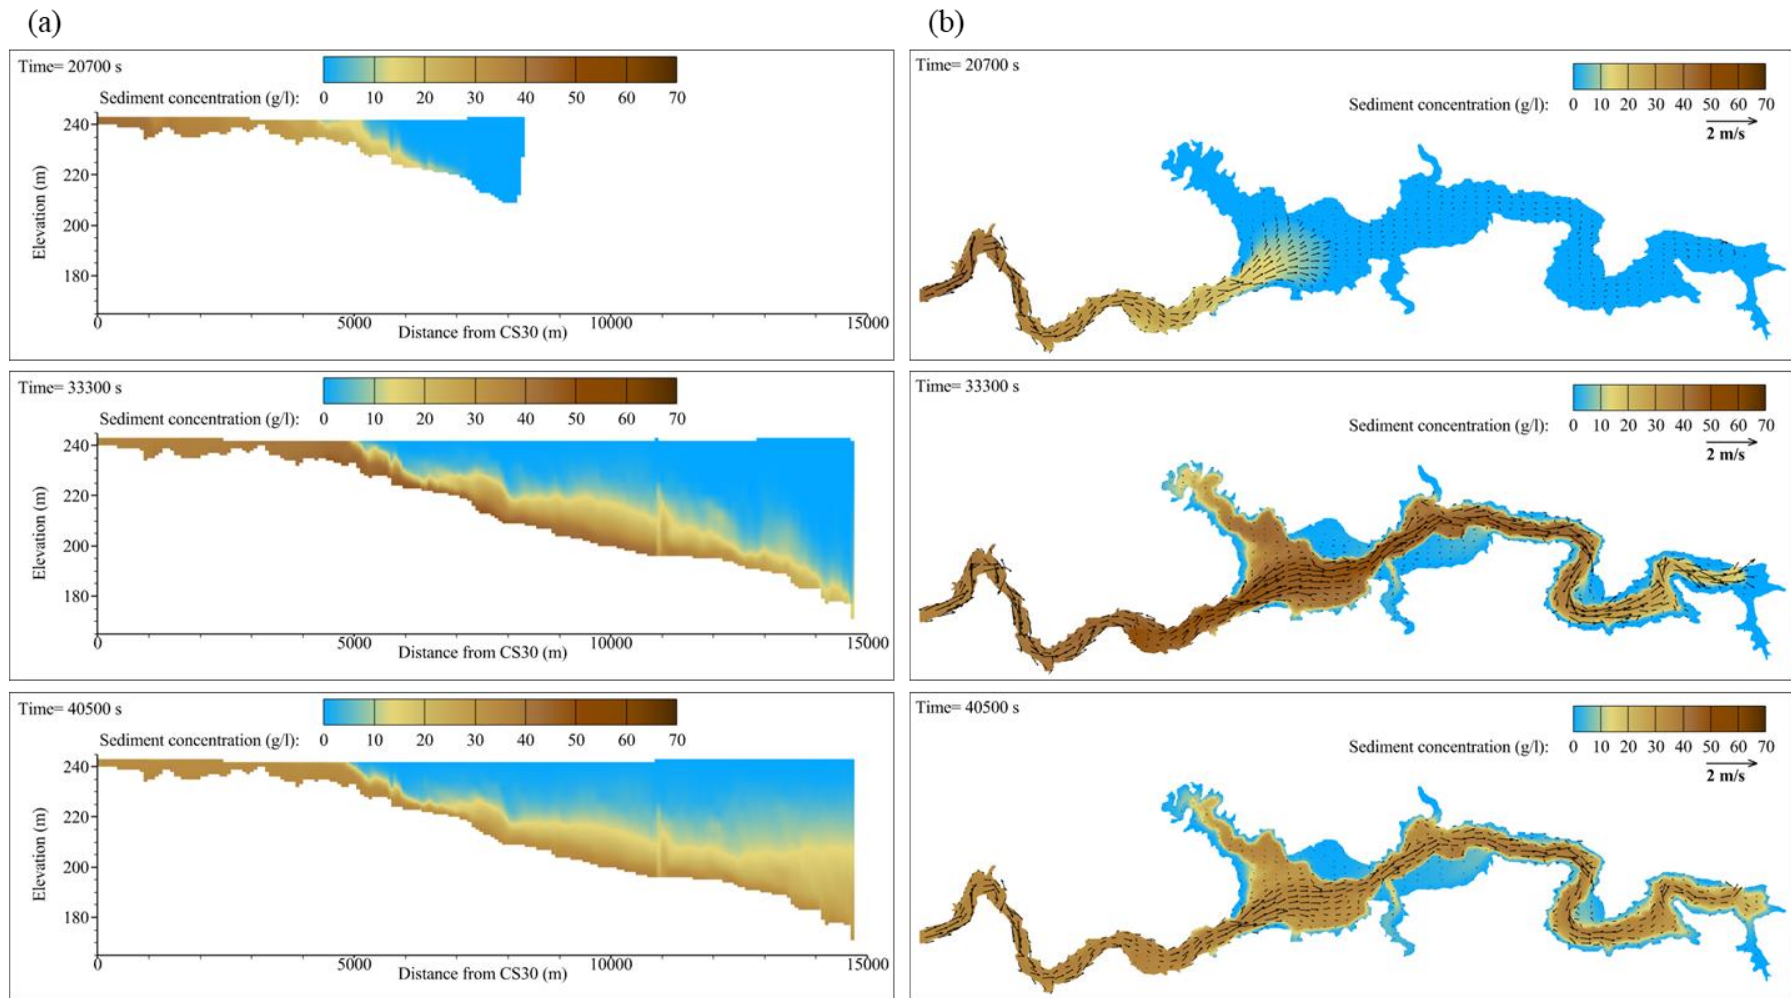 (a)
(b)
Time= 20700 s
Sediment concentration (g/l): 0 10 20 30 40 50 60 70
Elevation (m)
240
220
200
180
0 5000 10000 15000
Distance from CS30 (m)
Time= 20700 s
Sediment concentration (g/l): 0 10 20 30 40 50 60 70
2 m/s
Time= 33300 s
Sediment concentration (g/l): 0 10 20 30 40 50 60 70
Elevation (m)
240
220
200
180
0 5000 10000 15000
Distance from CS30 (m)
Time= 33300 s
Sediment concentration (g/l): 0 10 20 30 40 50 60 70
2 m/s
Time= 40500 s
Sediment concentration (g/l): 0 10 20 30 40 50 60 70
Elevation (m)
240
220
200
180
0 5000 10000 15000
Distance from CS30 (m)
Time= 40500 s
Sediment concentration (g/l): 0 10 20 30 40 50 60 70
2 m/s